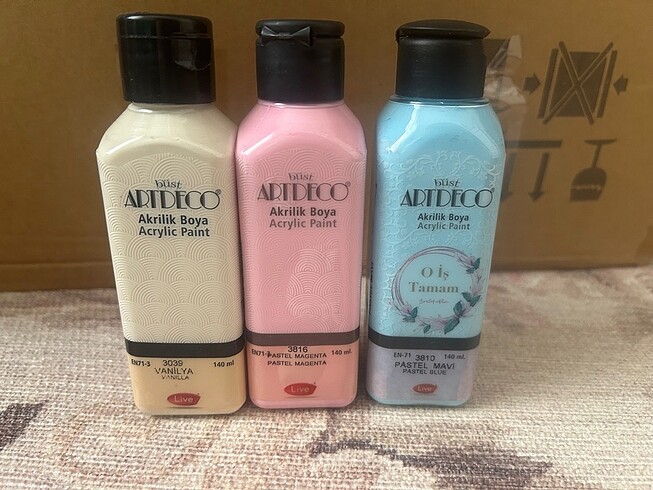 büst
ARTDECO®
Akrilik Boya
Acrylic Paint
EN71-3
3039
140 ml
VANİLYA
VANILLA
Live
büst
ARTDECO®
Akrilik Boya
Acrylic Paint
3816
140 ml.
PASTEL MAGENTA
PASTEL MAGENTA
Live
büst
ARTDECO®
Akrilik Boya
Acrylic Paint
O İş
Tamam
EN-71
3810
140 ml
PASTEL MAVİ
PASTEL BLUE
Live